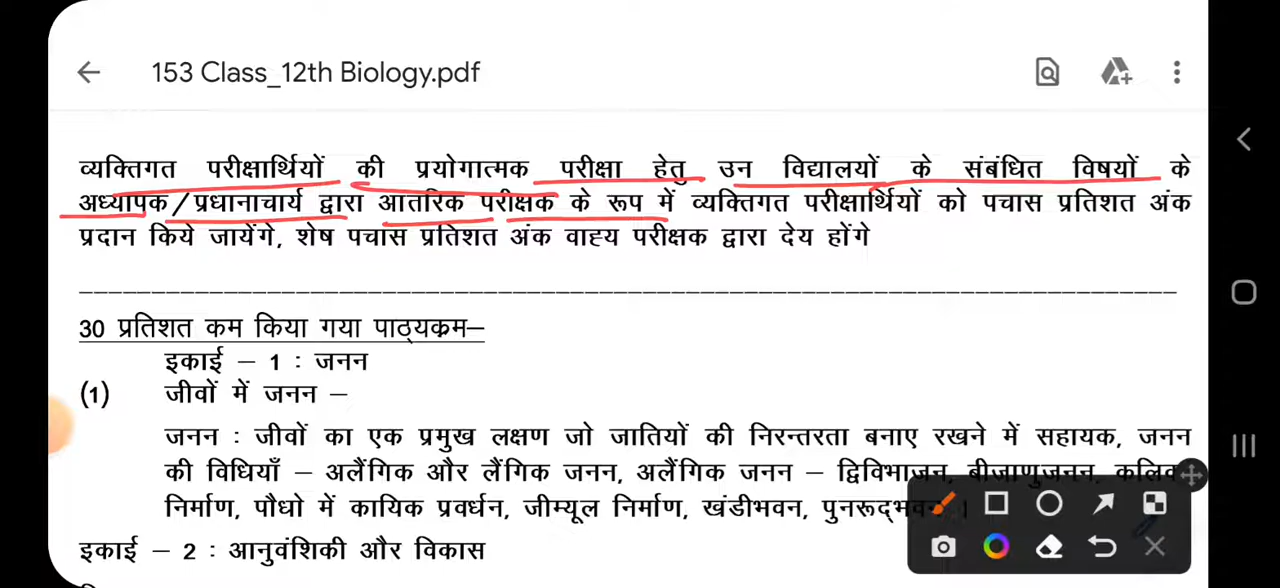 153 Class_12th Biology.pdf
व्यक्तिगत परीक्षार्थियों की प्रयोगात्मक परीक्षा हेतु उन विद्यालयों के संबंधित विषयों के
अध्यापक/प्रधानाचार्य द्वारा आतंरिक परीक्षक के रूप में व्यक्तिगत परीक्षार्थियों को पचास प्रतिशत अंक
प्रदान किये जायेंगे, शेष पचास प्रतिशत अंक वाह्य परीक्षक द्वारा देय होंगे
30 प्रतिशत कम किया गया पाठ्यक्रम–
इकाई – 1 : जनन
(1) जीवों में जनन –
जनन : जीवों का एक प्रमुख लक्षण जो जातियों की निरन्तरता बनाए रखने में सहायक, जनन
की विधियाँ – अलैंगिक और लैंगिक जनन, अलैंगिक जनन – द्विविभाजन, बीजाणुजनन,
निर्माण, पौधो में कायिक प्रवर्धन, जीम्यूल निर्माण, खंडीभवन,
इकाई – 2 : आनुवंशिकी और विकास